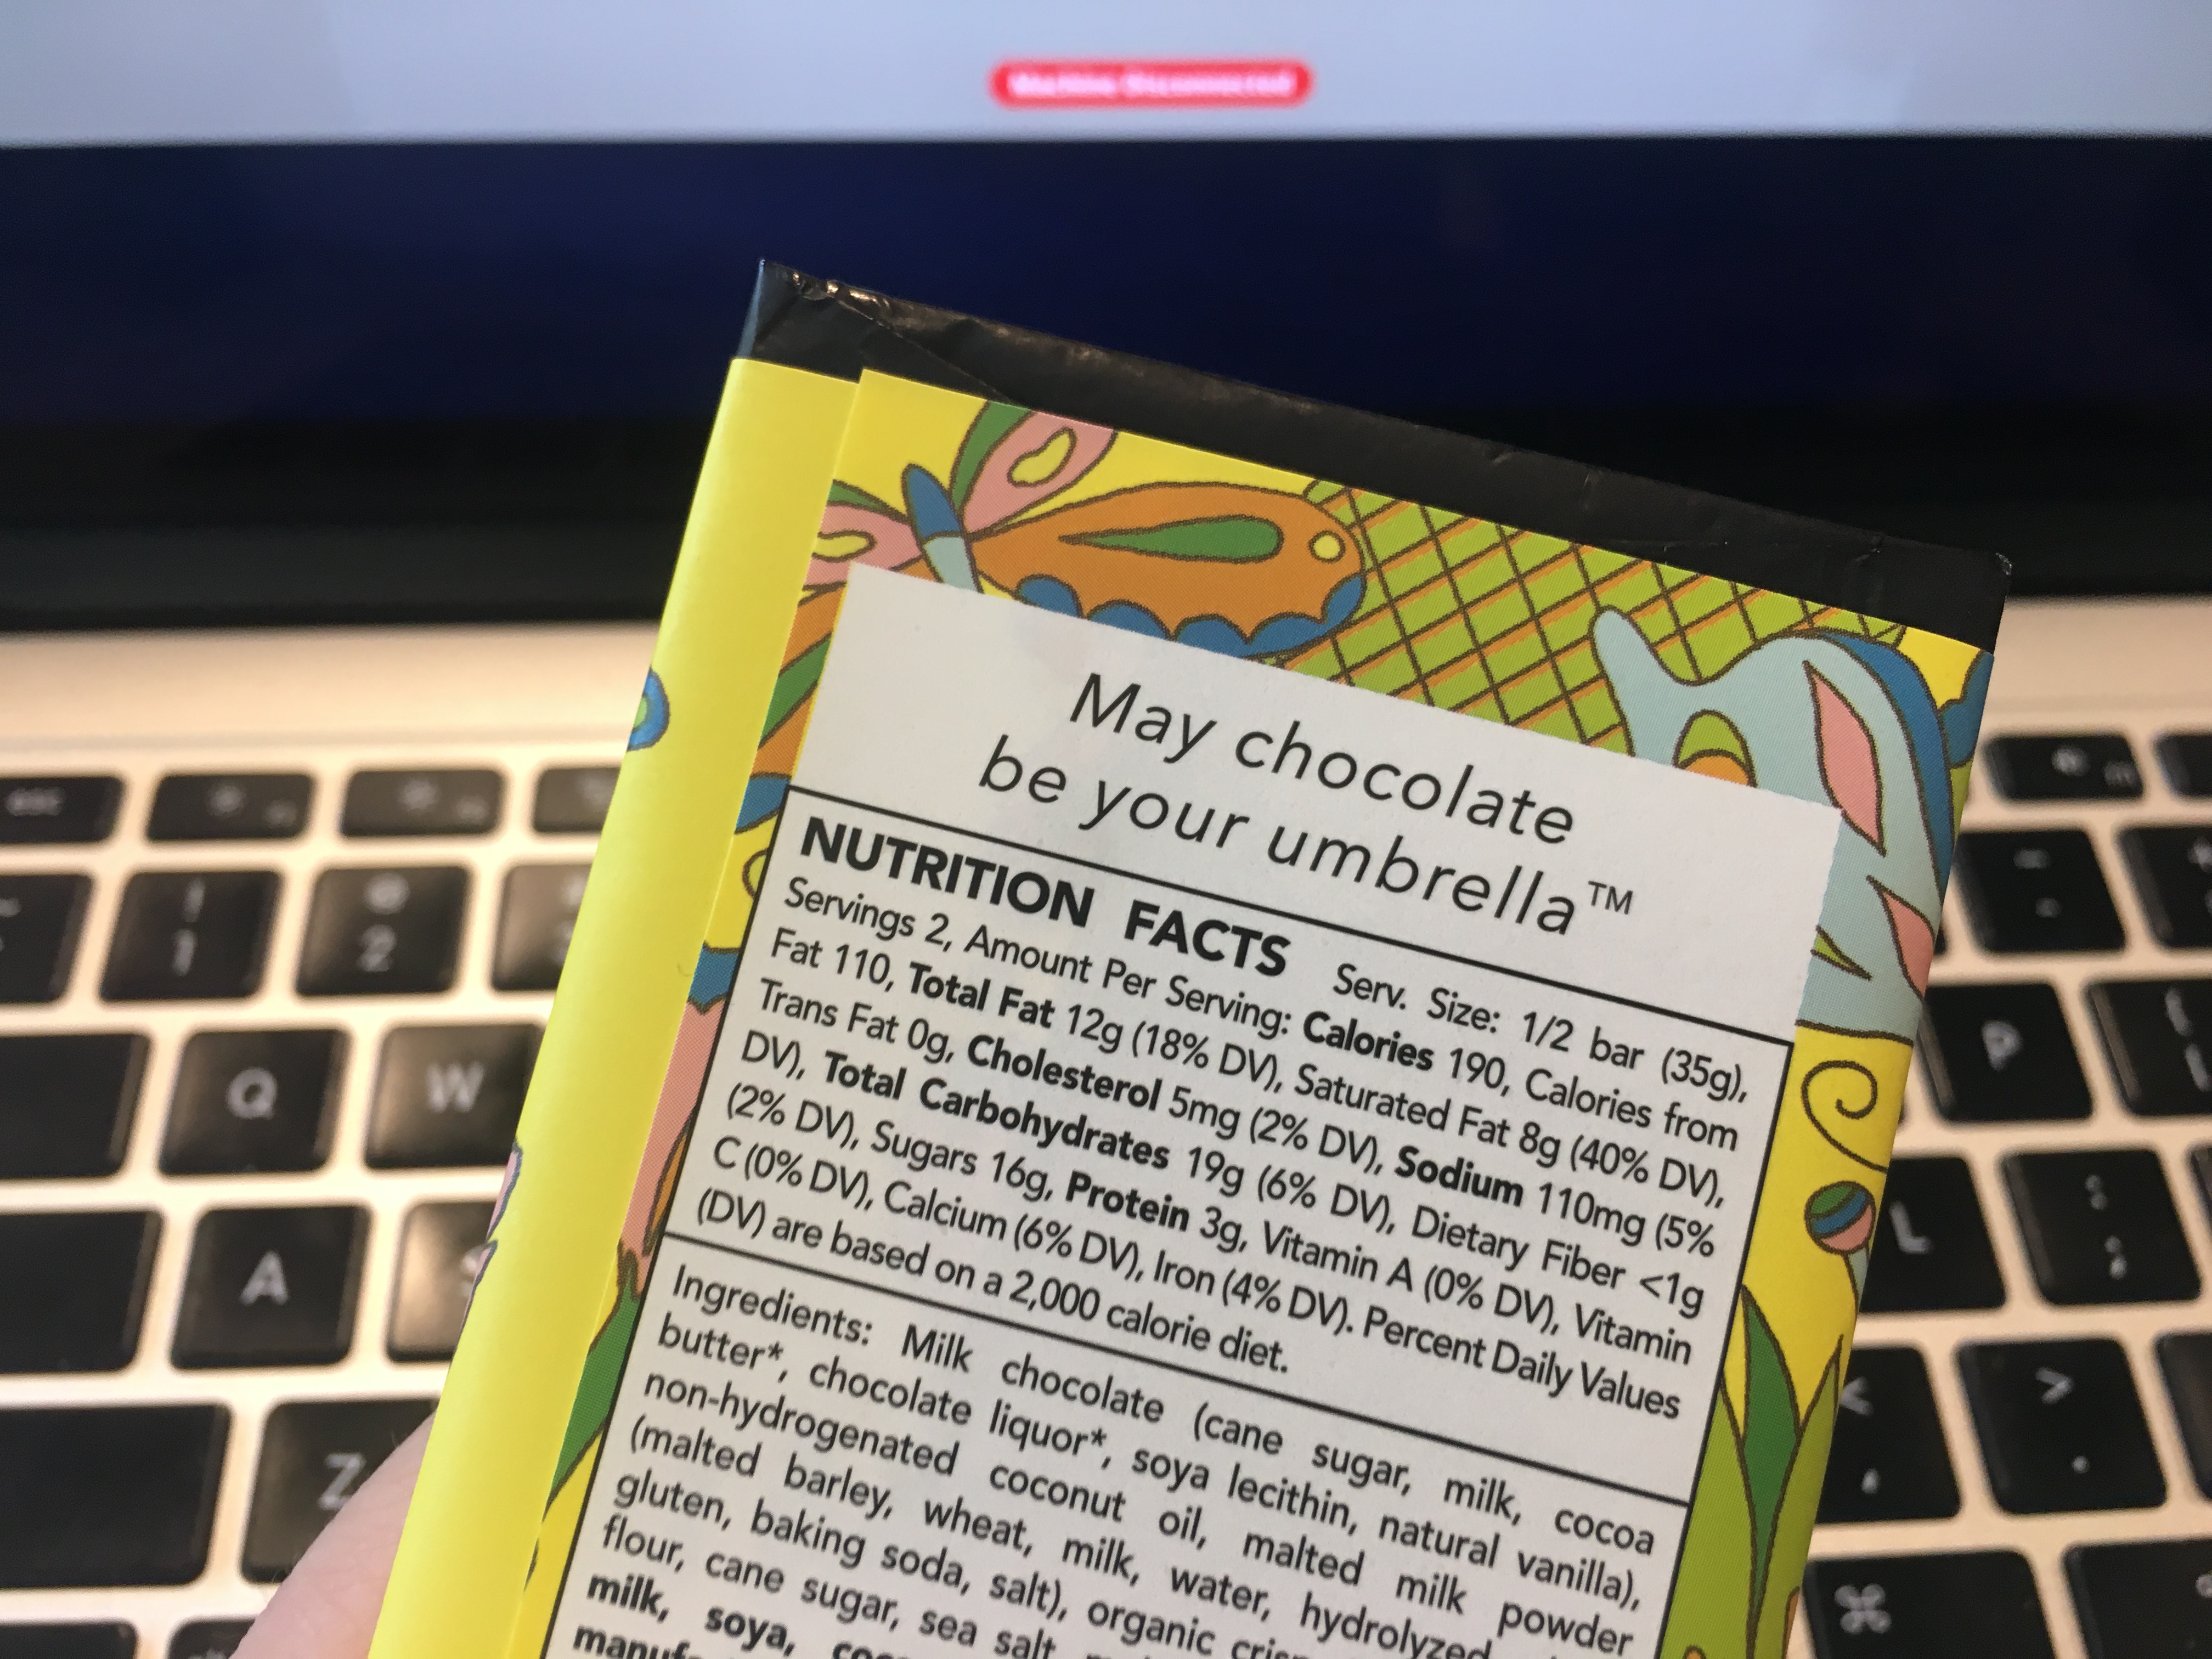 Machine Disconnected
May chocolate
be your umbrella™
NUTRITION FACTS Serv. Size: 1/2 bar (35g),
Servings 2, Amount Per Serving: Calories 190, Calories from
Fat 110, Total Fat 12g (18% DV), Saturated Fat 8g (40% DV),
Trans Fat 0g, Cholesterol 5mg (2% DV), Sodium 110mg (5%
DV), Total Carbohydrates 19g (6% DV), Dietary Fiber <1g
(2% DV), Sugars 16g, Protein 3g, Vitamin A (0% DV), Vitamin
C (0% DV), Calcium (6% DV), Iron (4% DV). Percent Daily Values
(DV) are based on a 2,000 calorie diet.
Ingredients: Milk chocolate (cane sugar, milk, cocoa
butter*, chocolate liquor*, soya lecithin, natural vanilla),
non-hydrogenated coconut oil, malted milk powder
(malted barley, wheat, milk, water, hydrolyzed
gluten, baking soda, salt), organic
flour, cane sugar, sea salt
milk, soya,
esc
1 2
Q W P
A L
Z < >